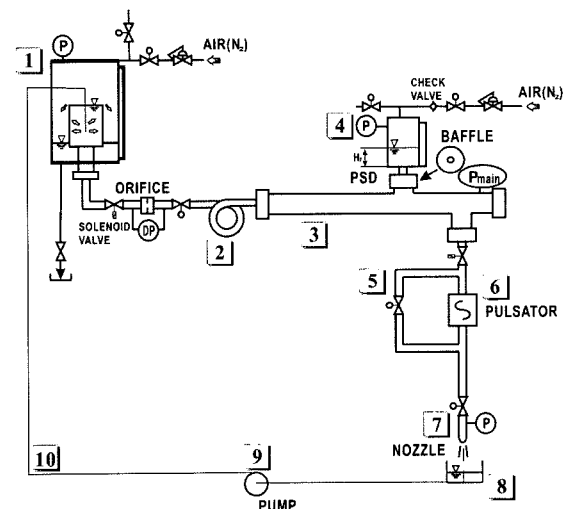 1
P
AIR(N₂)
4
P
CHECK
VALVE
AIR(N₂)
BAFFLE
H₁
PSD
Pmain
ORIFICE
SOLENOID
VALVE
DP
2
3
5
6
PULSATOR
7
P
NOZZLE
10
9
PUMP
8